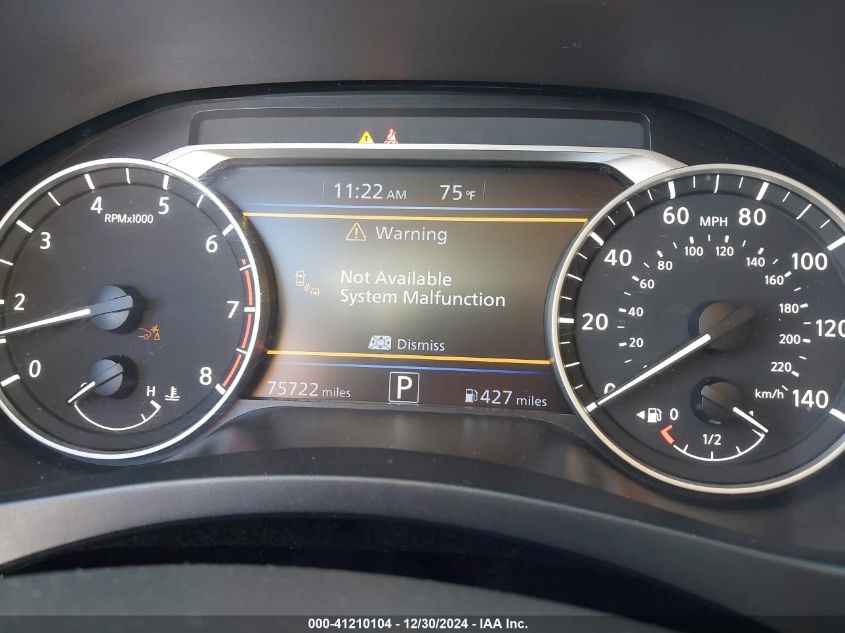 11:22 AM 75°F
Warning
Not Available
System Malfunction
Dismiss
75722 miles P 427 miles
RPMx1000
0 2 3 4 5 6 7 8
H
MPH
0 20 40 60 80 100 120 140
20 40 60 80 100 120 140 160 180 200 220
km/h
0 1/2 1
000-41210104 - 12/30/2024 - IAA Inc.